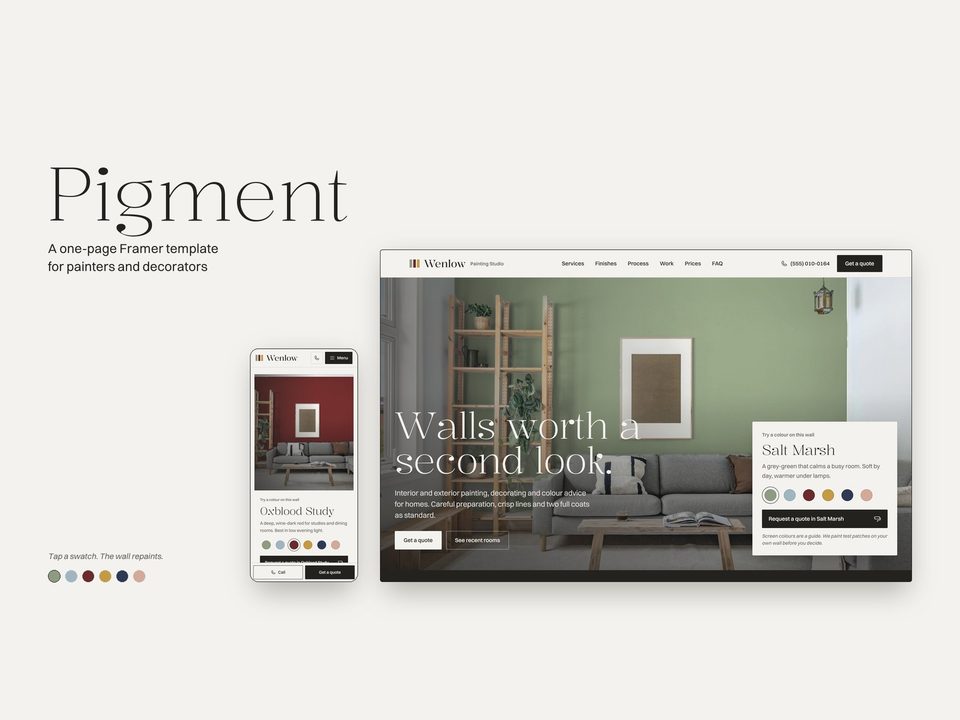 Pigment
A one-page Framer template
for painters and decorators
Tap a swatch. The wall repaints.
Wenlow
Menu
Try a colour on this wall
Oxblood Study
A deep, wine-dark red for studies and dining
rooms. Best in low evening light.
Call
Get a quote
Wenlow Painting Studio
Services
Finishes
Process
Work
Prices
FAQ
(555) 010-0164
Get a quote
Walls worth a
second look.
Interior and exterior painting, decorating and colour advice
for homes. Careful preparation, crisp lines and two full coats
as standard.
Get a quote
See recent rooms
Try a colour on this wall
Salt Marsh
A grey-green that calms a busy room. Soft by
day, warmer under lamps.
Request a quote in Salt Marsh
Screen colours are a guide. We paint test patches on your
own wall before you decide.